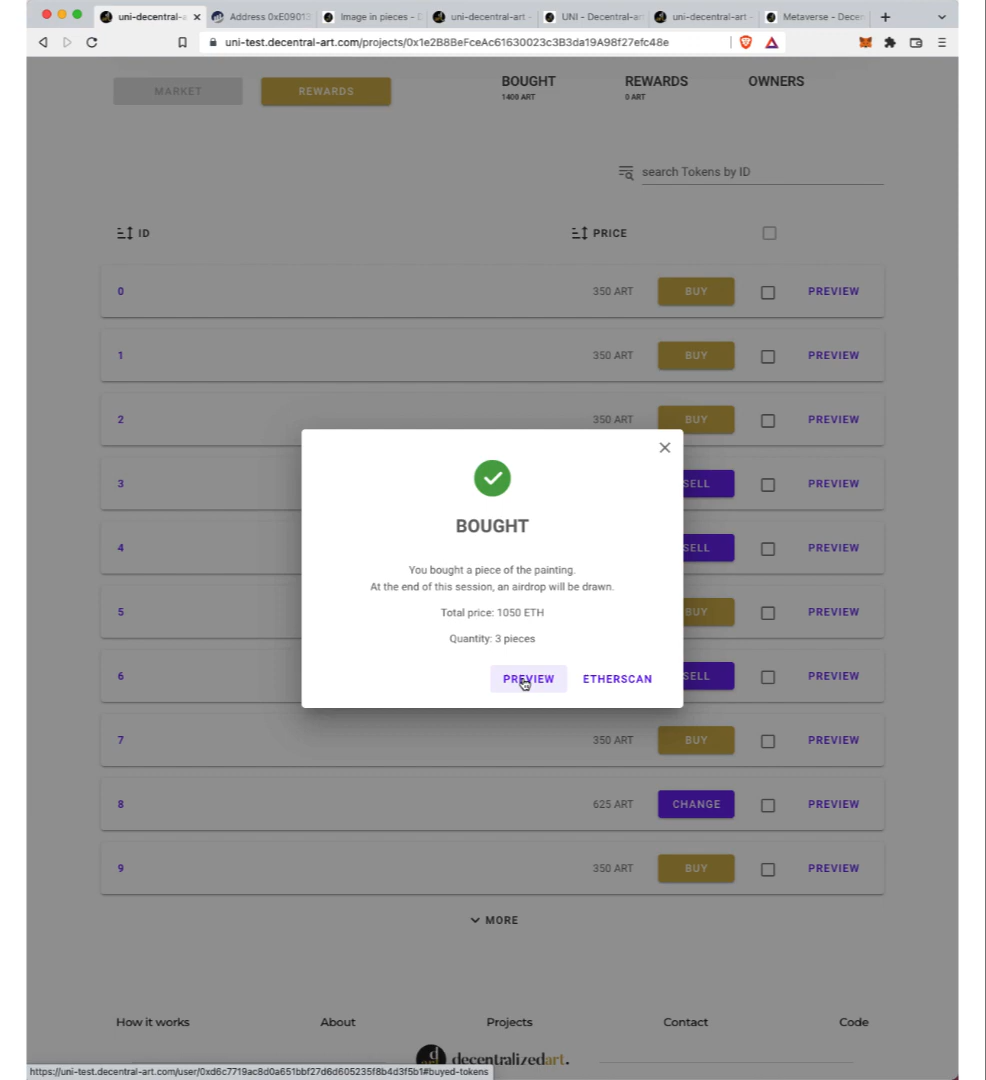 uni-decentral-a
Address 0xE09013
Image in pieces - D
uni-decentral-art -
UNI - Decentral-ar
uni-decentral-art -
Metaverse - Decen
uni-test.decentral-art.com/projects/0x1e2B8BeFceAc61630023c3B3da19A98f27efc48e
MARKET
REWARDS
BOUGHT
REWARDS
OWNERS
1400 ART
0 ART
search Tokens by ID
ID
PRICE
0
350 ART
BUY
PREVIEW
1
350 ART
BUY
PREVIEW
2
350 ART
BUY
PREVIEW
3
SELL
PREVIEW
4
SELL
PREVIEW
5
BUY
PREVIEW
6
SELL
PREVIEW
BOUGHT
You bought a piece of the painting.
At the end of this session, an airdrop will be drawn.
Total price: 1050 ETH
Quantity: 3 pieces
PREVIEW
ETHERSCAN
7
350 ART
BUY
PREVIEW
8
625 ART
CHANGE
PREVIEW
9
350 ART
BUY
PREVIEW
MORE
How it works
About
Projects
Contact
Code
decentralizedart.
https://uni-test.decentral-art.com/user/0xd6c7719ac8d0a651bbf27d6d605235f8b4d3f5b1#buyed-tokens